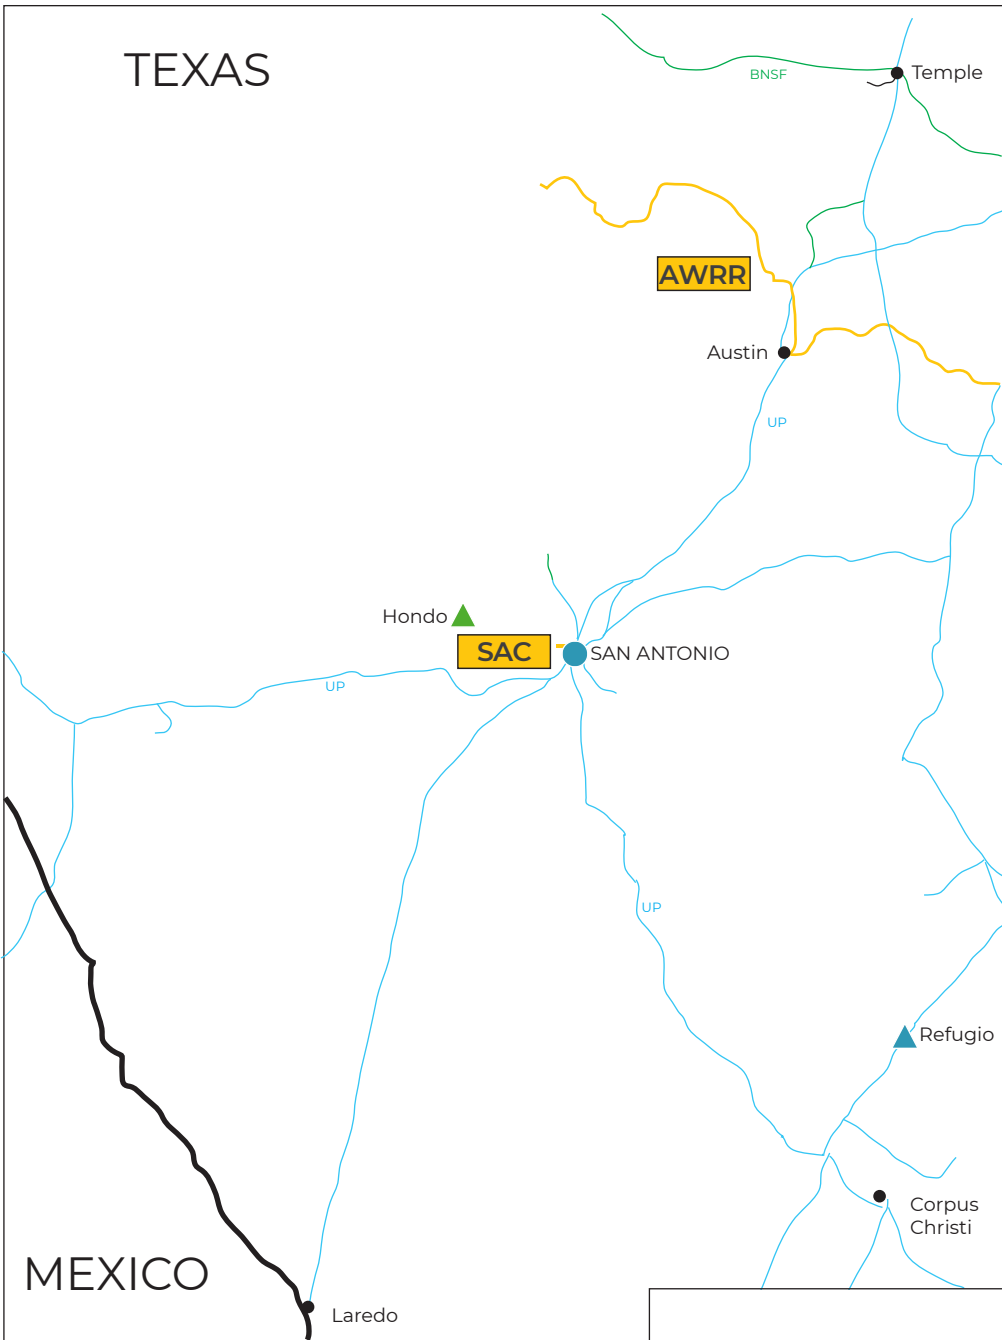 TEXAS
BNSF
Temple
AWRR
Austin
UP
Hondo
SAC
SAN ANTONIO
UP
UP
Refugio
Corpus
Christi
MEXICO
Laredo